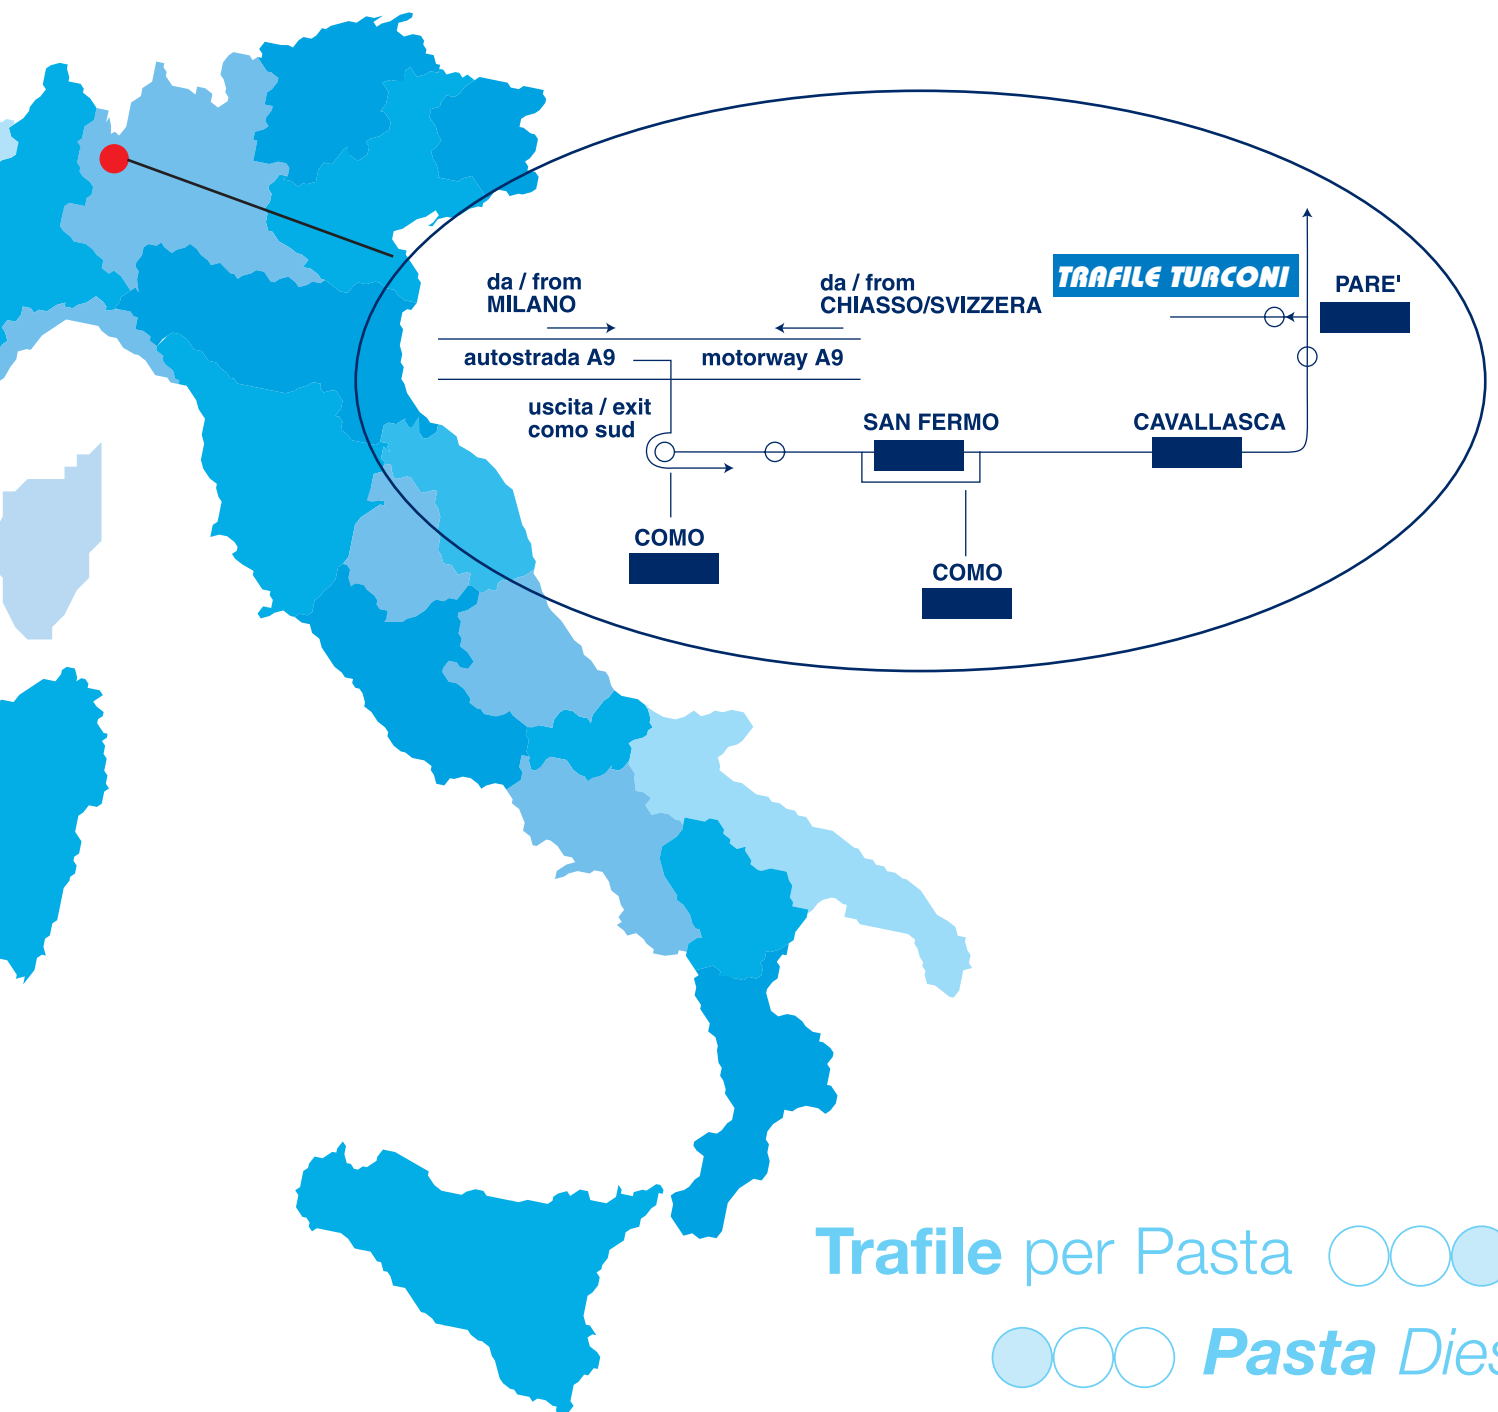 da / from
MILANO
da / from
CHIASSO/SVIZZERA
TRAFILE TURCONI
PARE'
autostrada A9
motorway A9
uscita / exit
como sud
SAN FERMO
CAVALLASCA
COMO
COMO
Trafile per Pasta
Pasta Dies